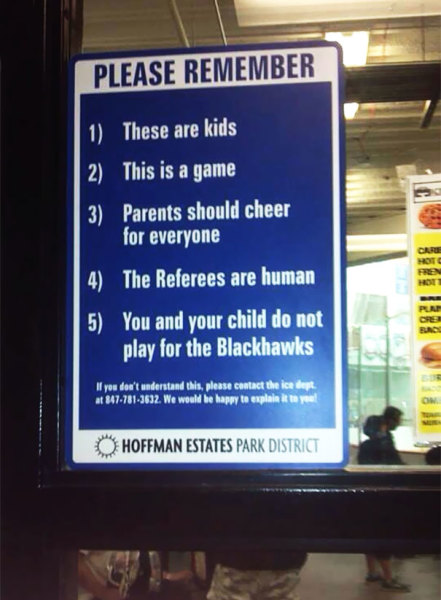 PLEASE REMEMBER
1) These are kids
2) This is a game
3) Parents should cheer
for everyone
4) The Referees are human
5) You and your child do not
play for the Blackhawks
If you don't understand this, please contact the ice dept.
at 847-781-3632. We would be happy to explain it to you!
HOFFMAN ESTATES PARK DISTRICT
HOT